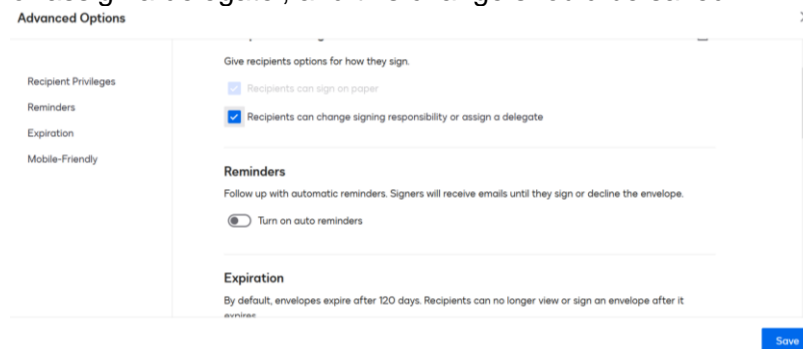 Advanced Options
Give recipients options for how they sign.
Recipient Privileges
Recipients can sign on paper
Reminders
Recipients can change signing responsibility or assign a delegate
Expiration
Mobile-Friendly
Reminders
Follow up with automatic reminders. Signers will receive emails until they sign or decline the envelope.
Turn on auto reminders
Expiration
By default, envelopes expire after 120 days. Recipients can no longer view or sign an envelope after it
expires
Save